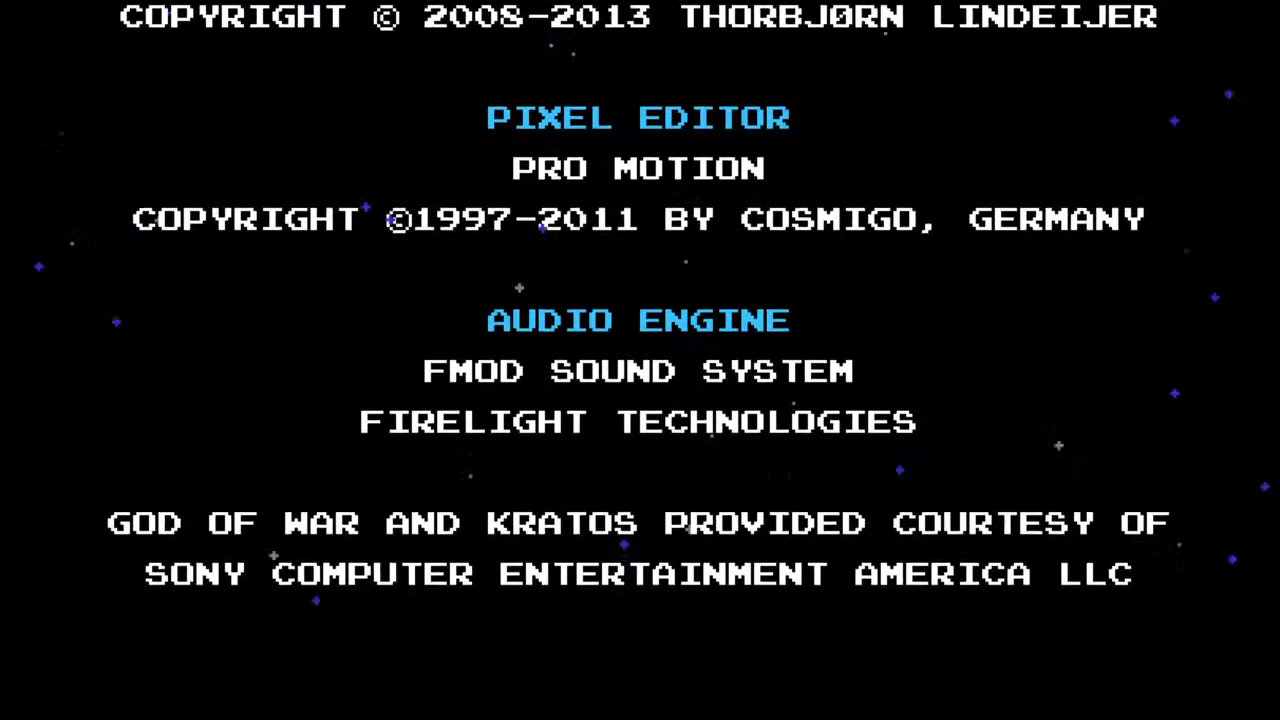 COPYRIGHT © 2008-2013 THORBJØRN LINDEIJER
PIXEL EDITOR
PRO MOTION
COPYRIGHT ©1997-2011 BY COSMIGO, GERMANY
AUDIO ENGINE
FMOD SOUND SYSTEM
FIRELIGHT TECHNOLOGIES
GOD OF WAR AND KRATOS PROVIDED COURTESY OF
SONY COMPUTER ENTERTAINMENT AMERICA LLC